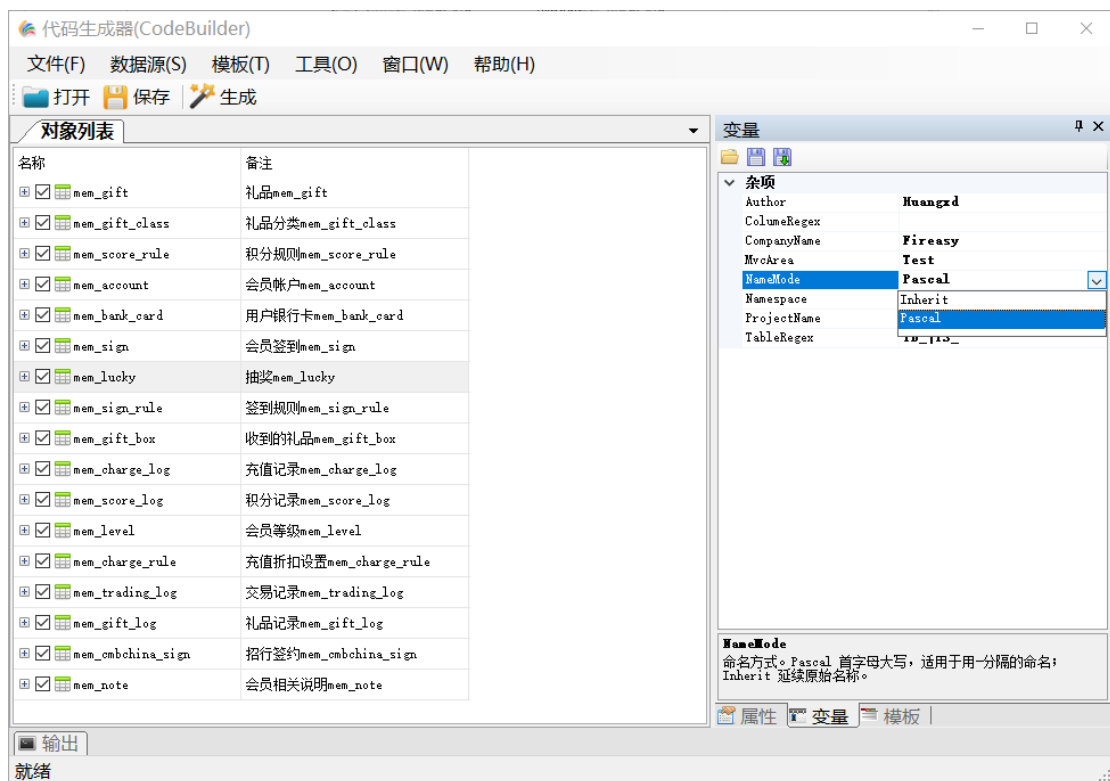 代码生成器(CodeBuilder)
文件(F) 数据源(S) 模板(T) 工具(O) 窗口(W) 帮助(H)
打开 保存 生成
对象列表
名称 备注
mem_gift 礼品mem_gift
mem_gift_class 礼品分类mem_gift_class
mem_score_rule 积分规则mem_score_rule
mem_account 会员帐户mem_account
mem_bank_card 用户银行卡mem_bank_card
mem_sign 会员签到mem_sign
mem_lucky 抽奖mem_lucky
mem_sign_rule 签到规则mem_sign_rule
mem_gift_box 收到的礼品mem_gift_box
mem_charge_log 充值记录mem_charge_log
mem_score_log 积分记录mem_score_log
mem_level 会员等级mem_level
mem_charge_rule 充值折扣设置mem_charge_rule
mem_trading_log 交易记录mem_trading_log
mem_gift_log 礼品记录mem_gift_log
mem_cmbchina_sign 招行签约mem_cmbchina_sign
mem_note 会员相关说明mem_note
变量
杂项
Author Huangxd
ColumeRegex
CompanyName Fireasy
MvcArea Test
NameMode Pascal
Namespace Inherit
ProjectName Pascal
TableRegex
NameMode
命名方式。Pascal 首字母大写，适用于用-分隔的命名；
Inherit 延续原始名称。
属性 变量 模板
输出
就绪